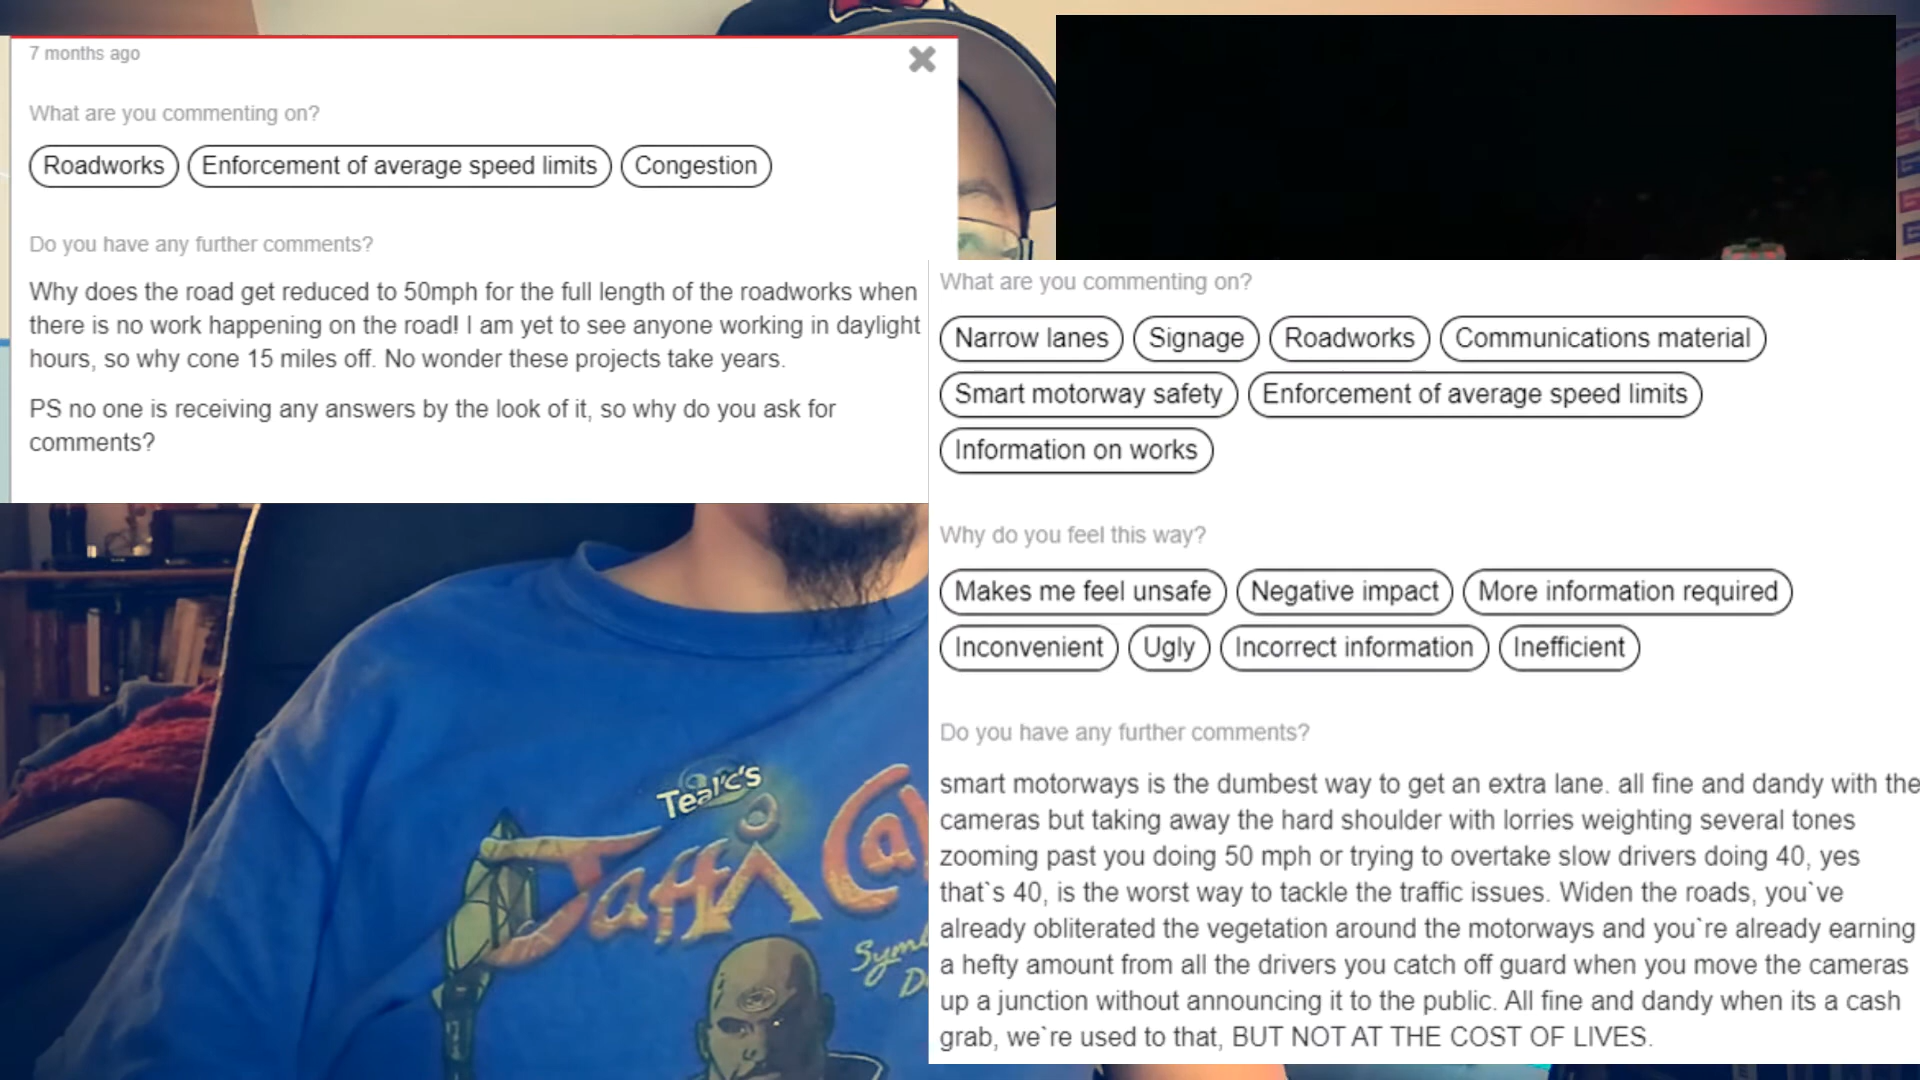 7 months ago
What are you commenting on?
Roadworks
Enforcement of average speed limits
Congestion
Do you have any further comments?
Why does the road get reduced to 50mph for the full length of the roadworks when
there is no work happening on the road! I am yet to see anyone working in daylight
hours, so why cone 15 miles off. No wonder these projects take years.
PS no one is receiving any answers by the look of it, so why do you ask for
comments?
What are you commenting on?
Narrow lanes
Signage
Roadworks
Communications material
Smart motorway safety
Enforcement of average speed limits
Information on works
Why do you feel this way?
Makes me feel unsafe
Negative impact
More information required
Inconvenient
Ugly
Incorrect information
Inefficient
Do you have any further comments?
smart motorways is the dumbest way to get an extra lane. all fine and dandy with the
cameras but taking away the hard shoulder with lorries weighting several tones
zooming past you doing 50 mph or trying to overtake slow drivers doing 40, yes
that`s 40, is the worst way to tackle the traffic issues. Widen the roads, you`ve
already obliterated the vegetation around the motorways and you`re already earning
a hefty amount from all the drivers you catch off guard when you move the cameras
up a junction without announcing it to the public. All fine and dandy when its a cash
grab, we`re used to that, BUT NOT AT THE COST OF LIVES.
Tealc's
Jaffa